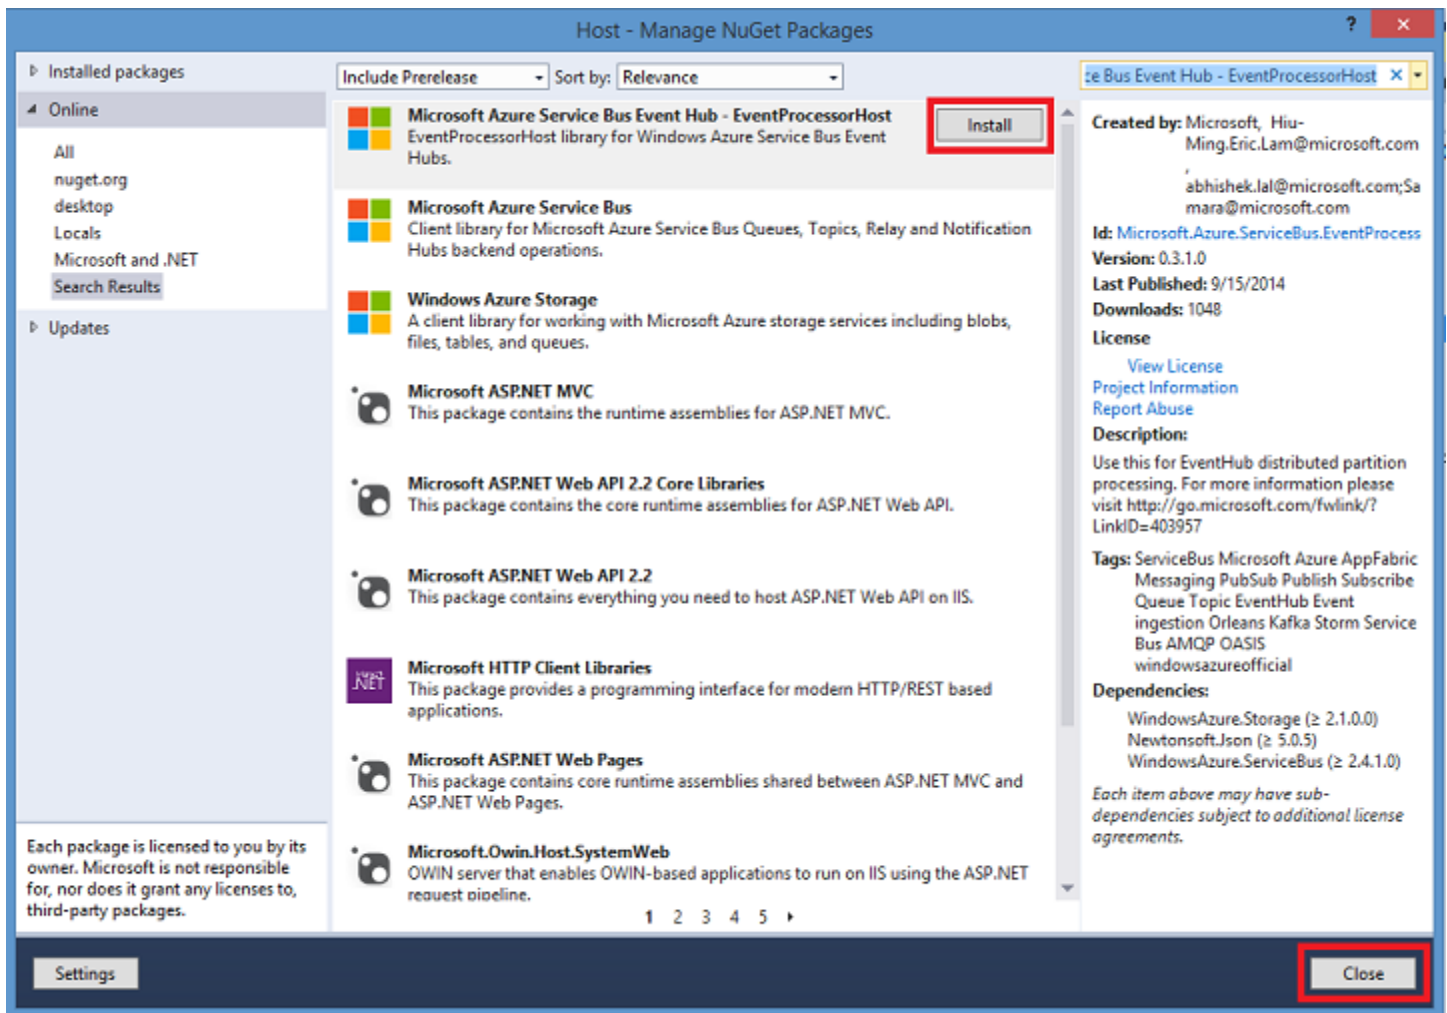 Host - Manage NuGet Packages
?
Installed packages
Online
All
nuget.org
desktop
Locals
Microsoft and .NET
Search Results
Updates
Each package is licensed to you by its
owner. Microsoft is not responsible
for, nor does it grant any licenses to,
third-party packages.
Include Prerelease
Sort by: Relevance
Microsoft Azure Service Bus Event Hub - EventProcessorHost
EventProcessorHost library for Windows Azure Service Bus Event
Hubs.
Install
Microsoft Azure Service Bus
Client library for Microsoft Azure Service Bus Queues, Topics, Relay and Notification
Hubs backend operations.
Windows Azure Storage
A client library for working with Microsoft Azure storage services including blobs,
files, tables, and queues.
Microsoft ASP.NET MVC
This package contains the runtime assemblies for ASP.NET MVC.
Microsoft ASP.NET Web API 2.2 Core Libraries
This package contains the core runtime assemblies for ASP.NET Web API.
Microsoft ASP.NET Web API 2.2
This package contains everything you need to host ASP.NET Web API on IIS.
.NET
Microsoft HTTP Client Libraries
This package provides a programming interface for modern HTTP/REST based
applications.
Microsoft ASP.NET Web Pages
This package contains core runtime assemblies shared between ASP.NET MVC and
ASP.NET Web Pages.
Microsoft.Owin.Host.SystemWeb
OWIN server that enables OWIN-based applications to run on IIS using the ASP.NET
request pipeline.
1 2 3 4 5
Bus Event Hub - EventProcessorHost
Created by: Microsoft, Hiu-
Ming.Eric.Lam@microsoft.com
,
abhishek.lal@microsoft.com;Sa
mara@microsoft.com
Id: Microsoft.Azure.ServiceBus.EventProcess
Version: 0.3.1.0
Last Published: 9/15/2014
Downloads: 1048
License
View License
Project Information
Report Abuse
Description:
Use this for EventHub distributed partition
processing. For more information please
visit http://go.microsoft.com/fwlink/?
LinkID=403957
Tags: ServiceBus Microsoft Azure AppFabric
Messaging PubSub Publish Subscribe
Queue Topic EventHub Event
ingestion Orleans Kafka Storm Service
Bus AMQP OASIS
windowsazureofficial
Dependencies:
WindowsAzure.Storage (≥ 2.1.0.0)
Newtonsoft.Json (≥ 5.0.5)
WindowsAzure.ServiceBus (≥ 2.4.1.0)
Each item above may have sub-
dependencies subject to additional license
agreements.
Settings
Close